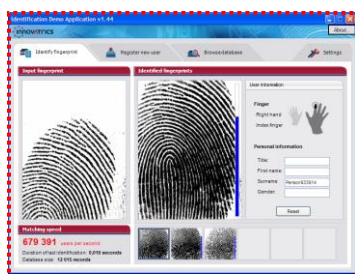 Identification Demo Application v1.44
innovatrics
About
Identify fingerprint
Register new user
Browse database
Settings
Input fingerprint
Identified fingerprints
User information
Finger
Right hand
Index finger
Personal information
Title:
First name:
Surname: Person633914
Gender:
Reset
Matching speed
679 391 users per second
Duration of last identification: 0,015 seconds
Database size: 12 015 records